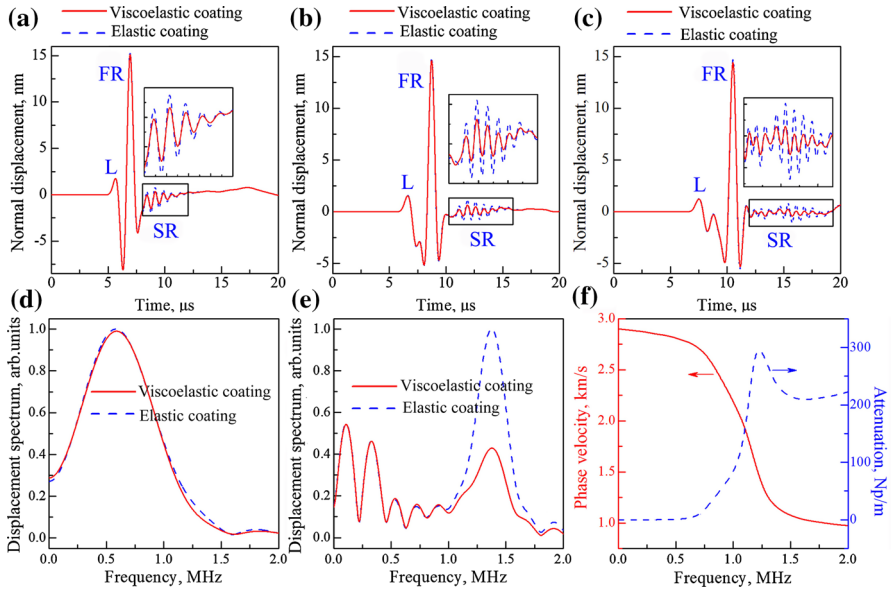 (a)
Viscoelastic coating
Elastic coating
Normal displacement, nm
15
10
5
0
-5
FR
L
SR
0 5 10 15 20
Time, μs
(b)
Viscoelastic coating
Elastic coating
Normal displacement, nm
15
10
5
0
-5
FR
L
SR
0 5 10 15 20
Time, μs
(c)
Viscoelastic coating
Elastic coating
Normal displacement, nm
15
10
5
0
-5
FR
L
SR
0 5 10 15 20
Time, μs
(d)
Displacement spectrum, arb.units
1.0
0.8
0.6
0.4
0.2
0.0
Viscoelastic coating
Elastic coating
0.0 0.5 1.0 1.5 2.0
Frequency, MHz
(e)
Displacement spectrum, arb.units
1.0
0.8
0.6
0.4
0.2
0.0
Viscoelastic coating
Elastic coating
0.0 0.5 1.0 1.5 2.0
Frequency, MHz
(f)
Phase velocity, km/s
3.0
2.5
2.0
1.5
1.0
300
200
100
0
Attenuation, Np/m
0.0 0.5 1.0 1.5 2.0
Frequency, MHz